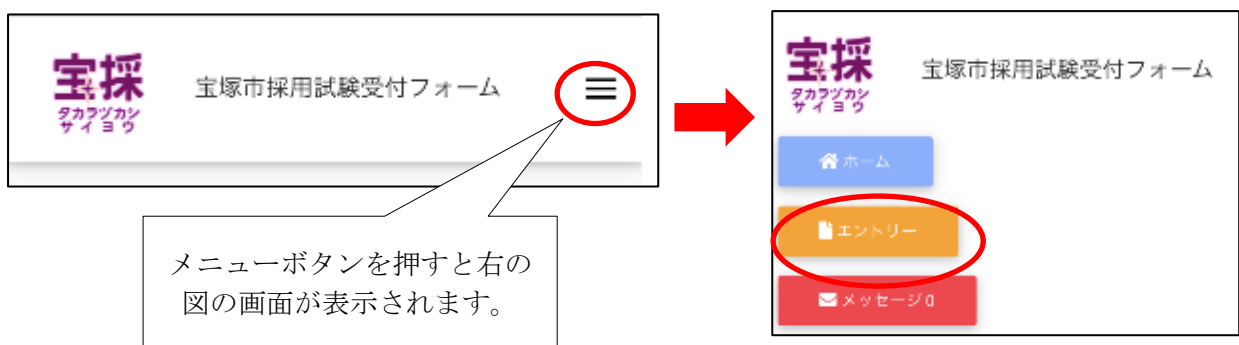 宝採
タカラヅカシ
サイヨウ
宝塚市採用試験受付フォーム
メニューボタンを押すと右の
図の画面が表示されます。
宝採
タカラヅカシ
サイヨウ
宝塚市採用試験受付フォーム
ホーム
エントリー
メッセージ 0